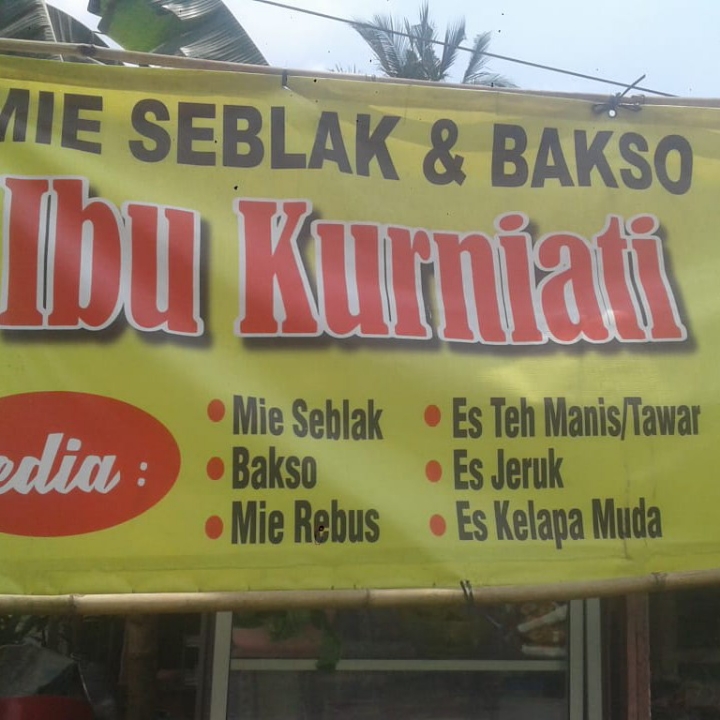 MIE SEBLAK & BAKSO
Ibu Kurniati
edia :
• Mie Seblak
• Bakso
• Mie Rebus
• Es Teh Manis/Tawar
• Es Jeruk
• Es Kelapa Muda